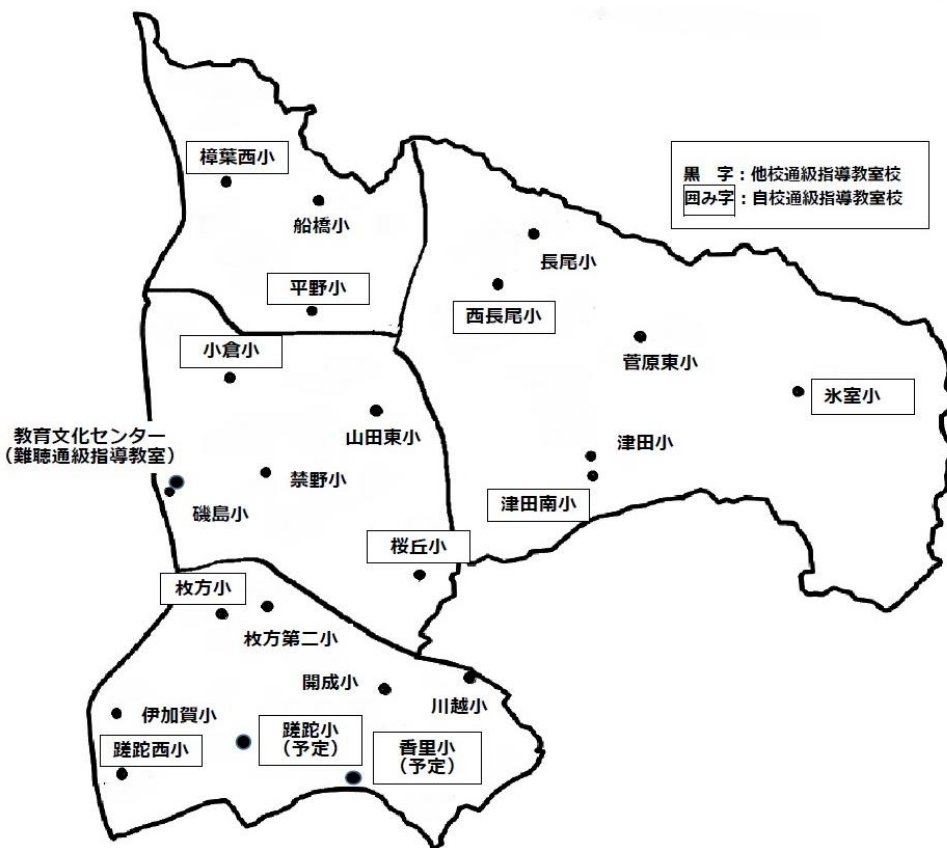 樟葉西小
船橋小
平野小
黒　字：他校通級指導教室校
囲み字：自校通級指導教室校
長尾小
西長尾小
菅原東小
氷室小
津田小
津田南小
小倉小
山田東小
教育文化センター
（難聴通級指導教室）
禁野小
磯島小
桜丘小
枚方小
枚方第二小
開成小
川越小
伊加賀小
蹉跎小
（予定）
香里小
（予定）
蹉跎西小